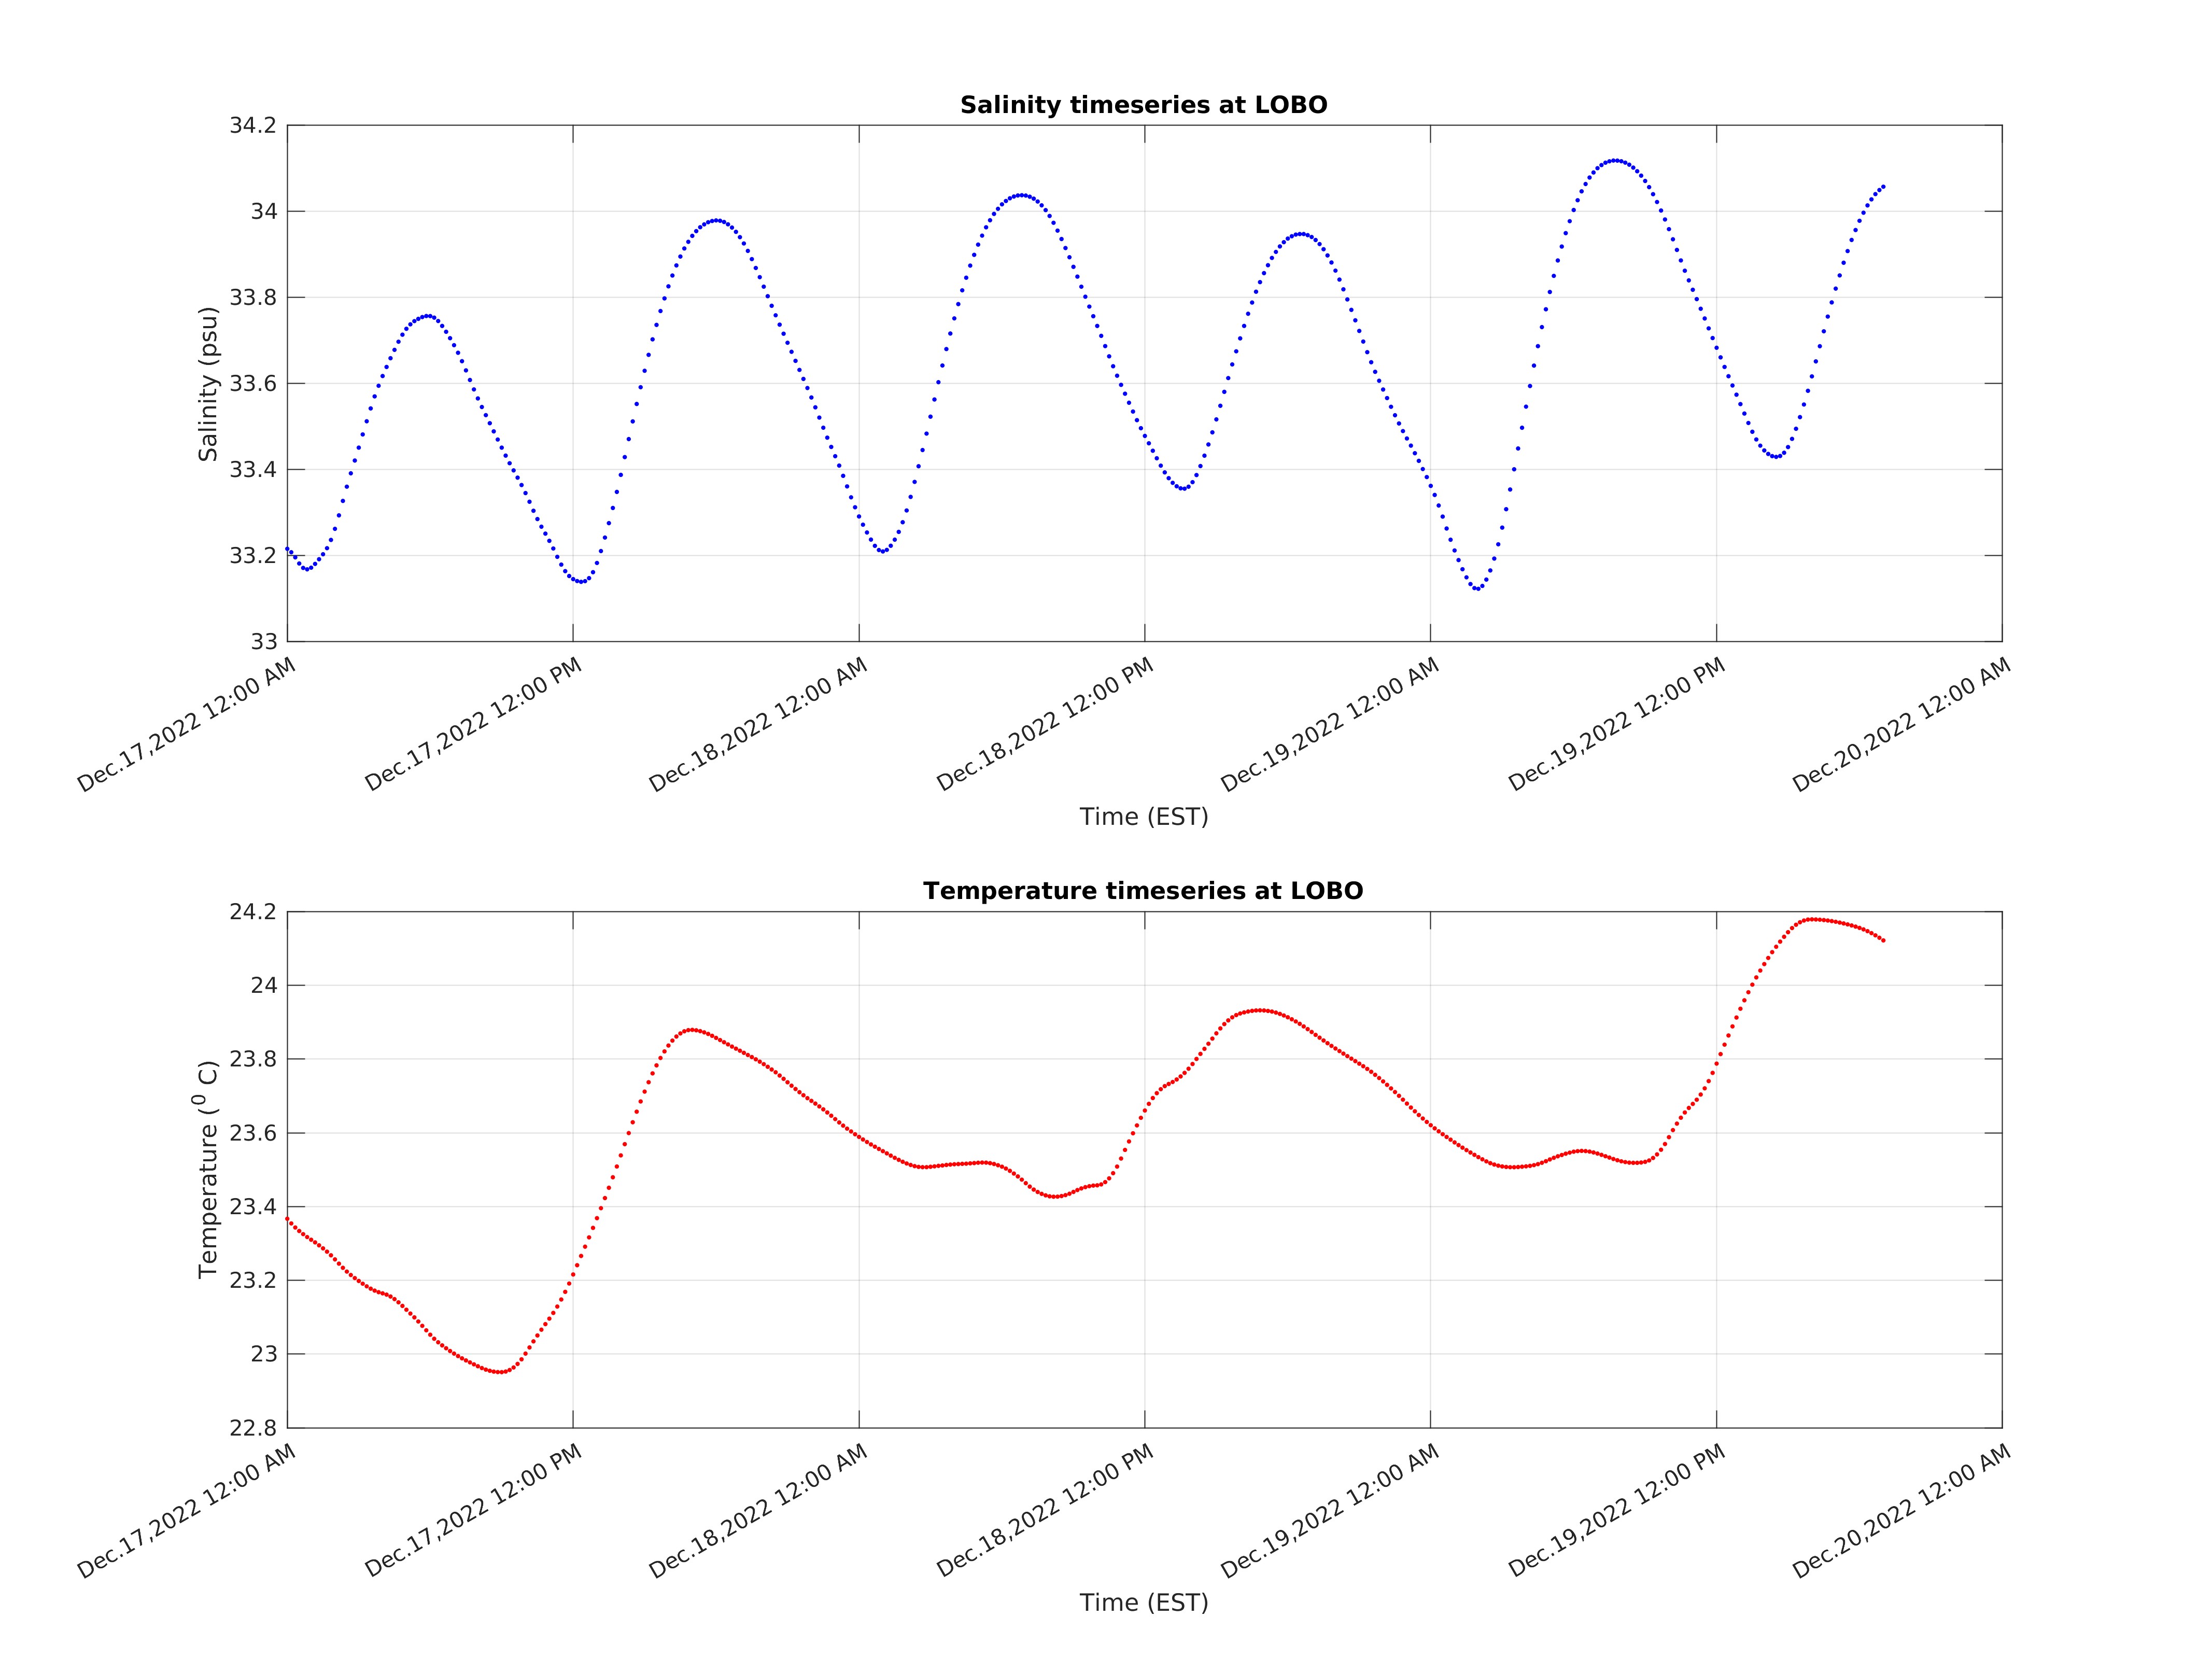 Salinity timeseries at LOBO
34.2
34
33.8
33.6
33.4
33.2
33
Salinity (psu)
Dec.17,2022 12:00 AM
Dec.17,2022 12:00 PM
Dec.18,2022 12:00 AM
Dec.18,2022 12:00 PM
Dec.19,2022 12:00 AM
Dec.19,2022 12:00 PM
Dec.20,2022 12:00 AM
Time (EST)
Temperature timeseries at LOBO
24.2
24
23.8
23.6
23.4
23.2
23
22.8
Temperature (⁰ C)
Dec.17,2022 12:00 AM
Dec.17,2022 12:00 PM
Dec.18,2022 12:00 AM
Dec.18,2022 12:00 PM
Dec.19,2022 12:00 AM
Dec.19,2022 12:00 PM
Dec.20,2022 12:00 AM
Time (EST)